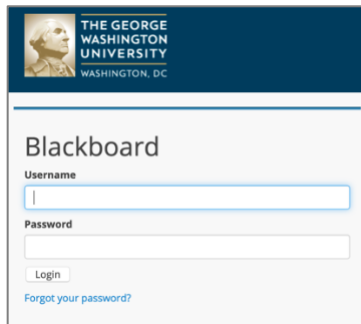 THE GEORGE
WASHINGTON
UNIVERSITY
WASHINGTON, DC
Blackboard
Username
Password
Login
Forgot your password?